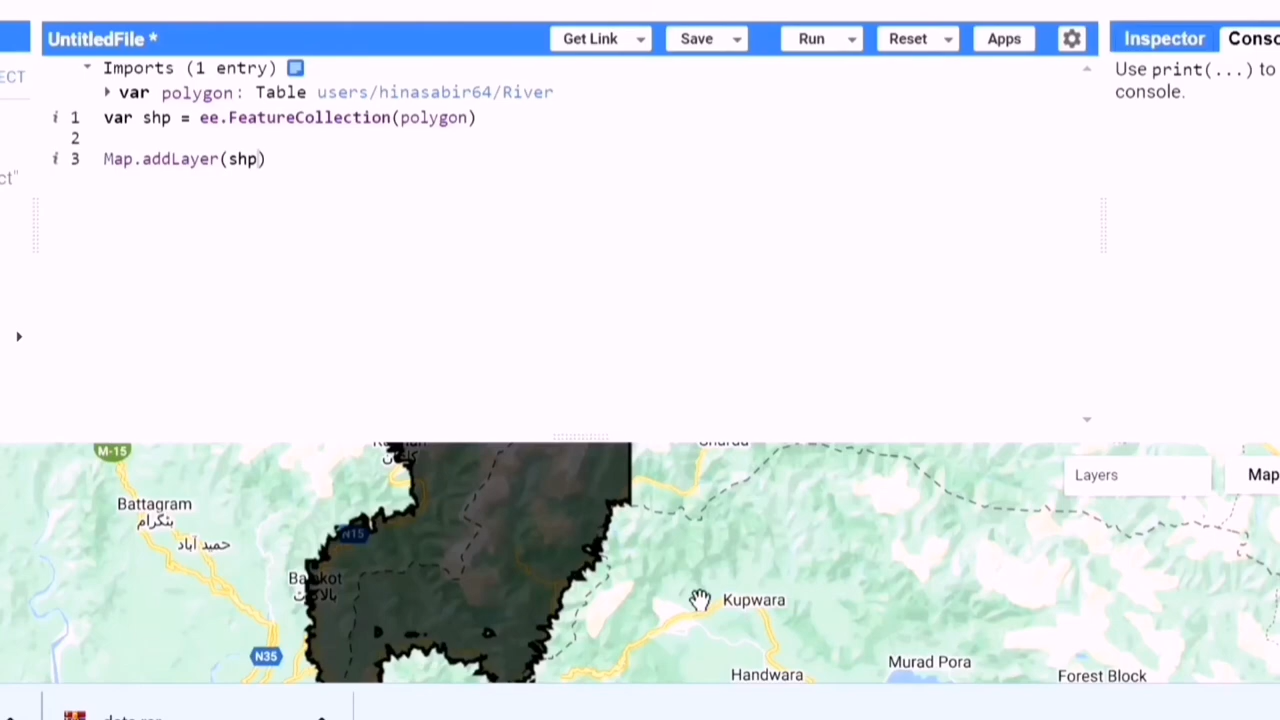 UntitledFile *
Get Link
Save
Run
Reset
Apps
Inspector
ECT
Imports (1 entry)
Use print(...) to
console.
var polygon: Table users/hinasabir64/River
i 1 var shp = ee.FeatureCollection(polygon)
2
i 3 Map.addLayer(shp)
ct"
M-15
Layers
Map
Battagram
بٹگرام
حمید آباد
N15
Kupwara
N35
Murad Pora
Handwara
Forest Block